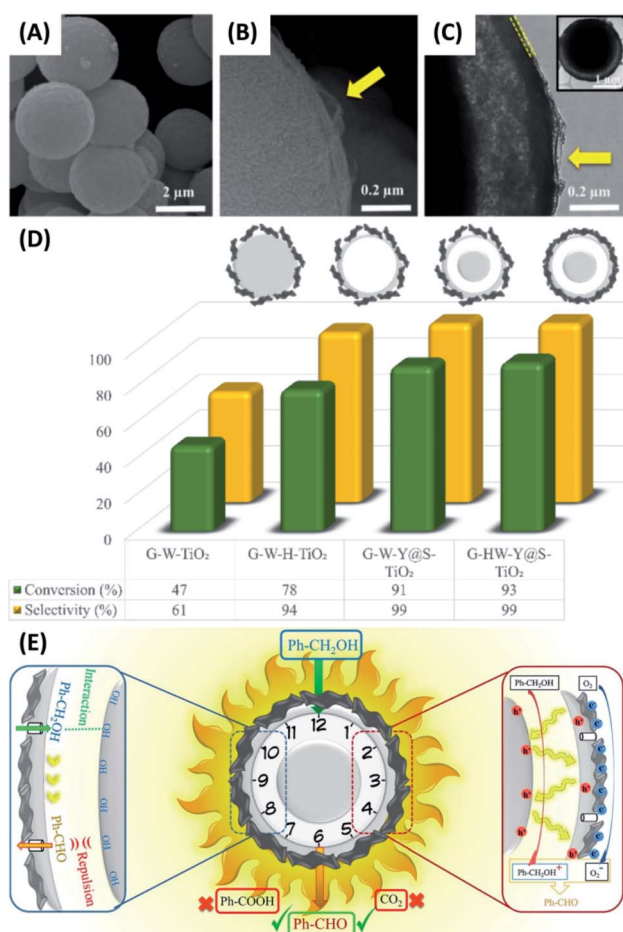 (A)
(B)
(C)
2 µm
0.2 µm
1 µm
0.2 µm
(D)
100
80
60
40
20
0
G-W-TiO₂
G-W-H-TiO₂
G-W-Y@S-
TiO₂
G-HW-Y@S-
TiO₂
Conversion (%) 47 78 91 93
Selectivity (%) 61 94 99 99
(E)
Ph-CH₂OH
Interaction
OH
OH
OH
OH
OH
OH
Ph-CHO
Repulsion
Ph-CH₂OH
12
11
1
10
2
9
3
8
4
7
5
6
Ph-COOH
CO₂
Ph-CHO
Ph-CH₂OH
O₂
h⁺
h⁺
h⁺
h⁺
h⁺
h⁺
h⁺
e⁻
e⁻
e⁻
e⁻
e⁻
e⁻
e⁻
Ph-CH₂OH⁺
O₂⁻
Ph-CHO